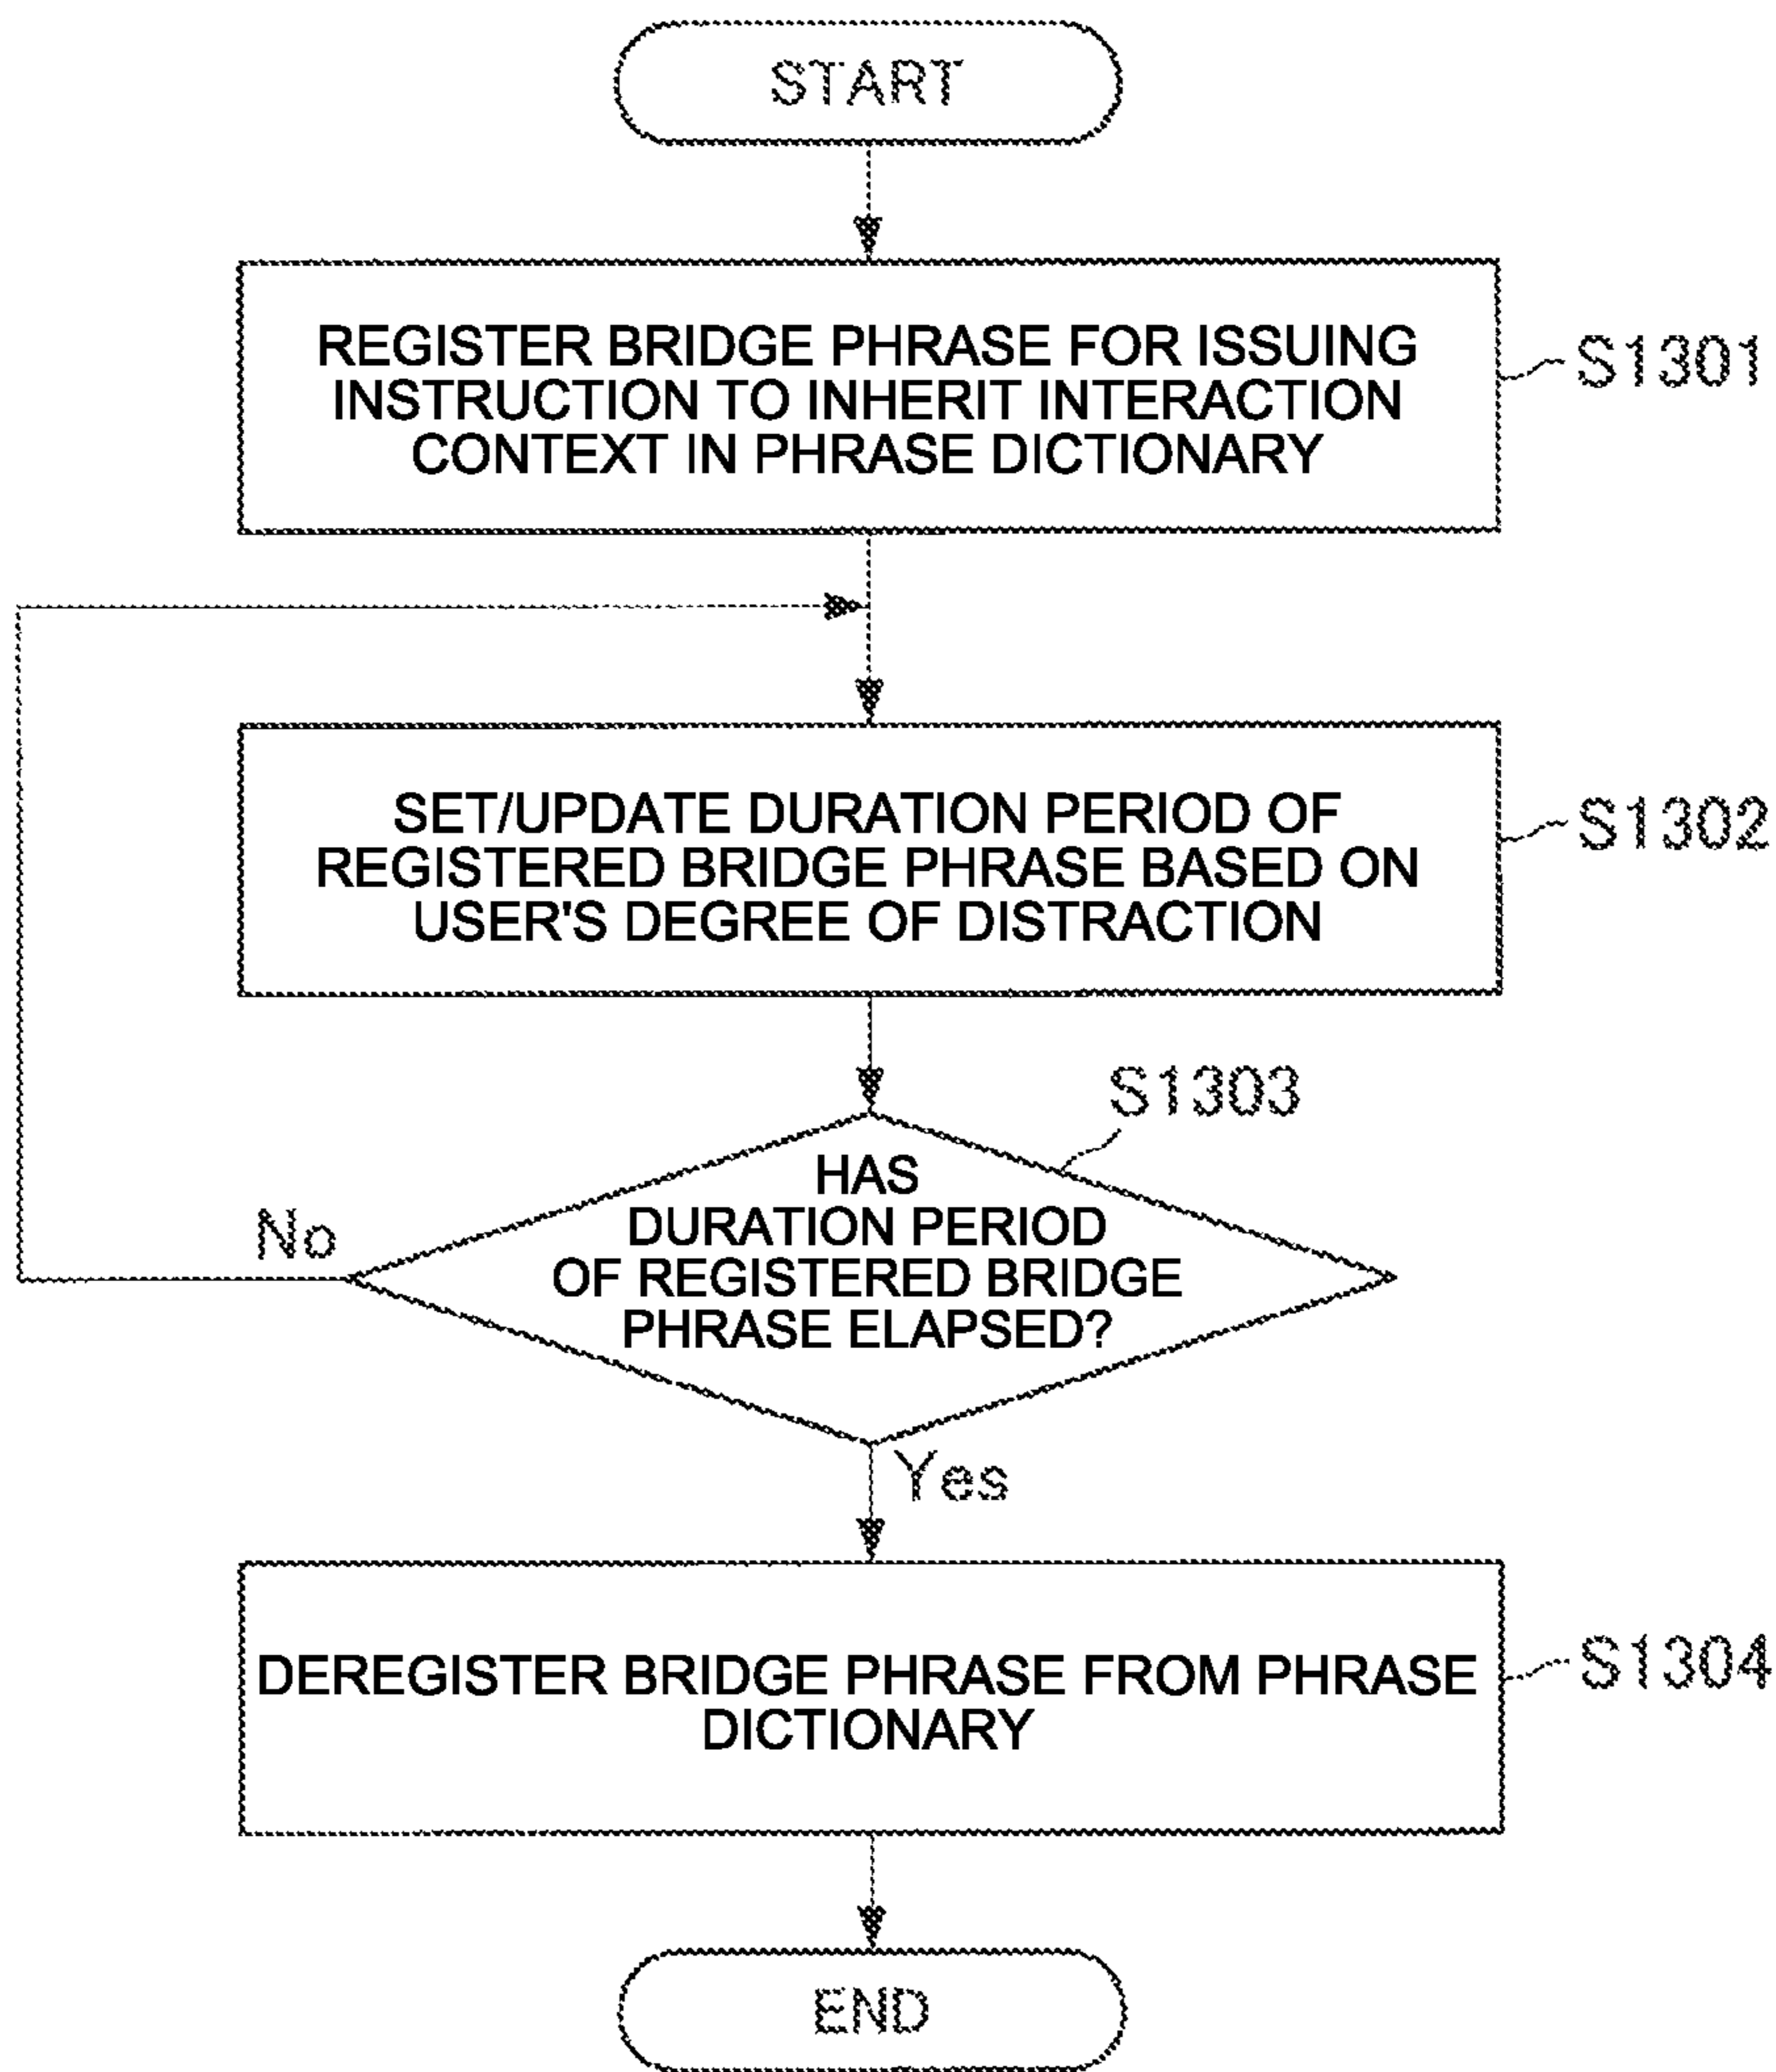 START
REGISTER BRIDGE PHRASE FOR ISSUING
INSTRUCTION TO INHERIT INTERACTION
CONTEXT IN PHRASE DICTIONARY
S1301
SET/UPDATE DURATION PERIOD OF
REGISTERED BRIDGE PHRASE BASED ON
USER'S DEGREE OF DISTRACTION
S1302
S1303
HAS
DURATION PERIOD
OF REGISTERED BRIDGE
PHRASE ELAPSED?
No
Yes
DEREGISTER BRIDGE PHRASE FROM PHRASE
DICTIONARY
S1304
END